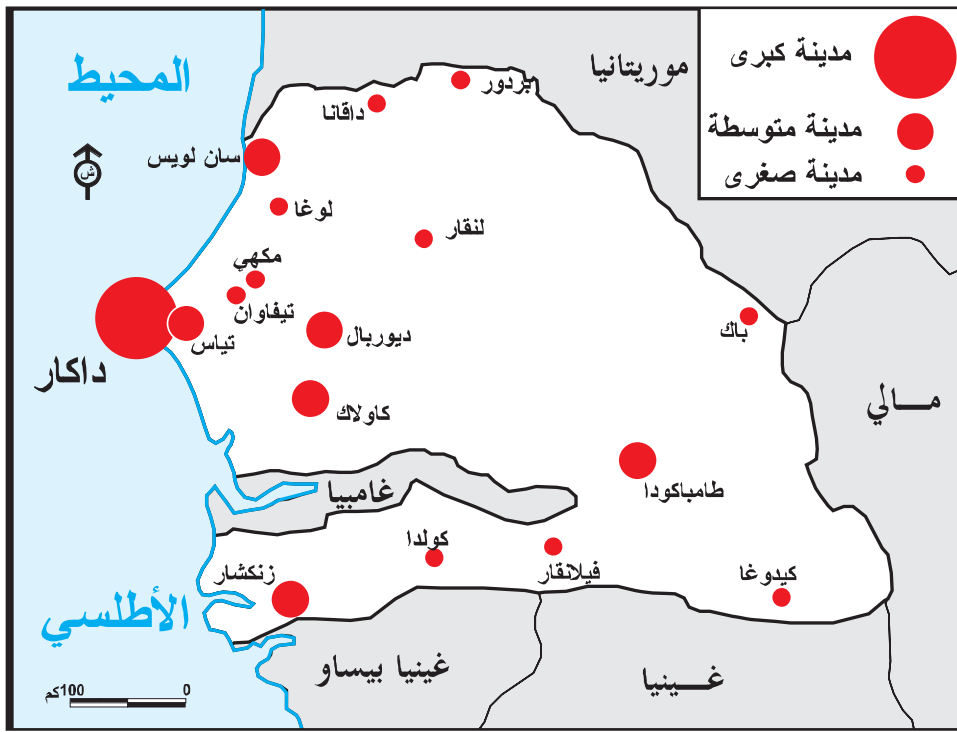 مدينة كبرى
مدينة متوسطة
مدينة صغرى
المحيط
موريتانيا
بردور
داقانا
سان لويس
ش
لوغا
لنقار
مكهي
تيفاوان
باك
ديوربال
تياس
داكار
كاولاك
مـــالي
طامباكودا
غامبيا
كولدا
فيلانقار
كيدوغا
زنكشار
الأطلسي
غينيا بيساو
غــينيا
100كم
0